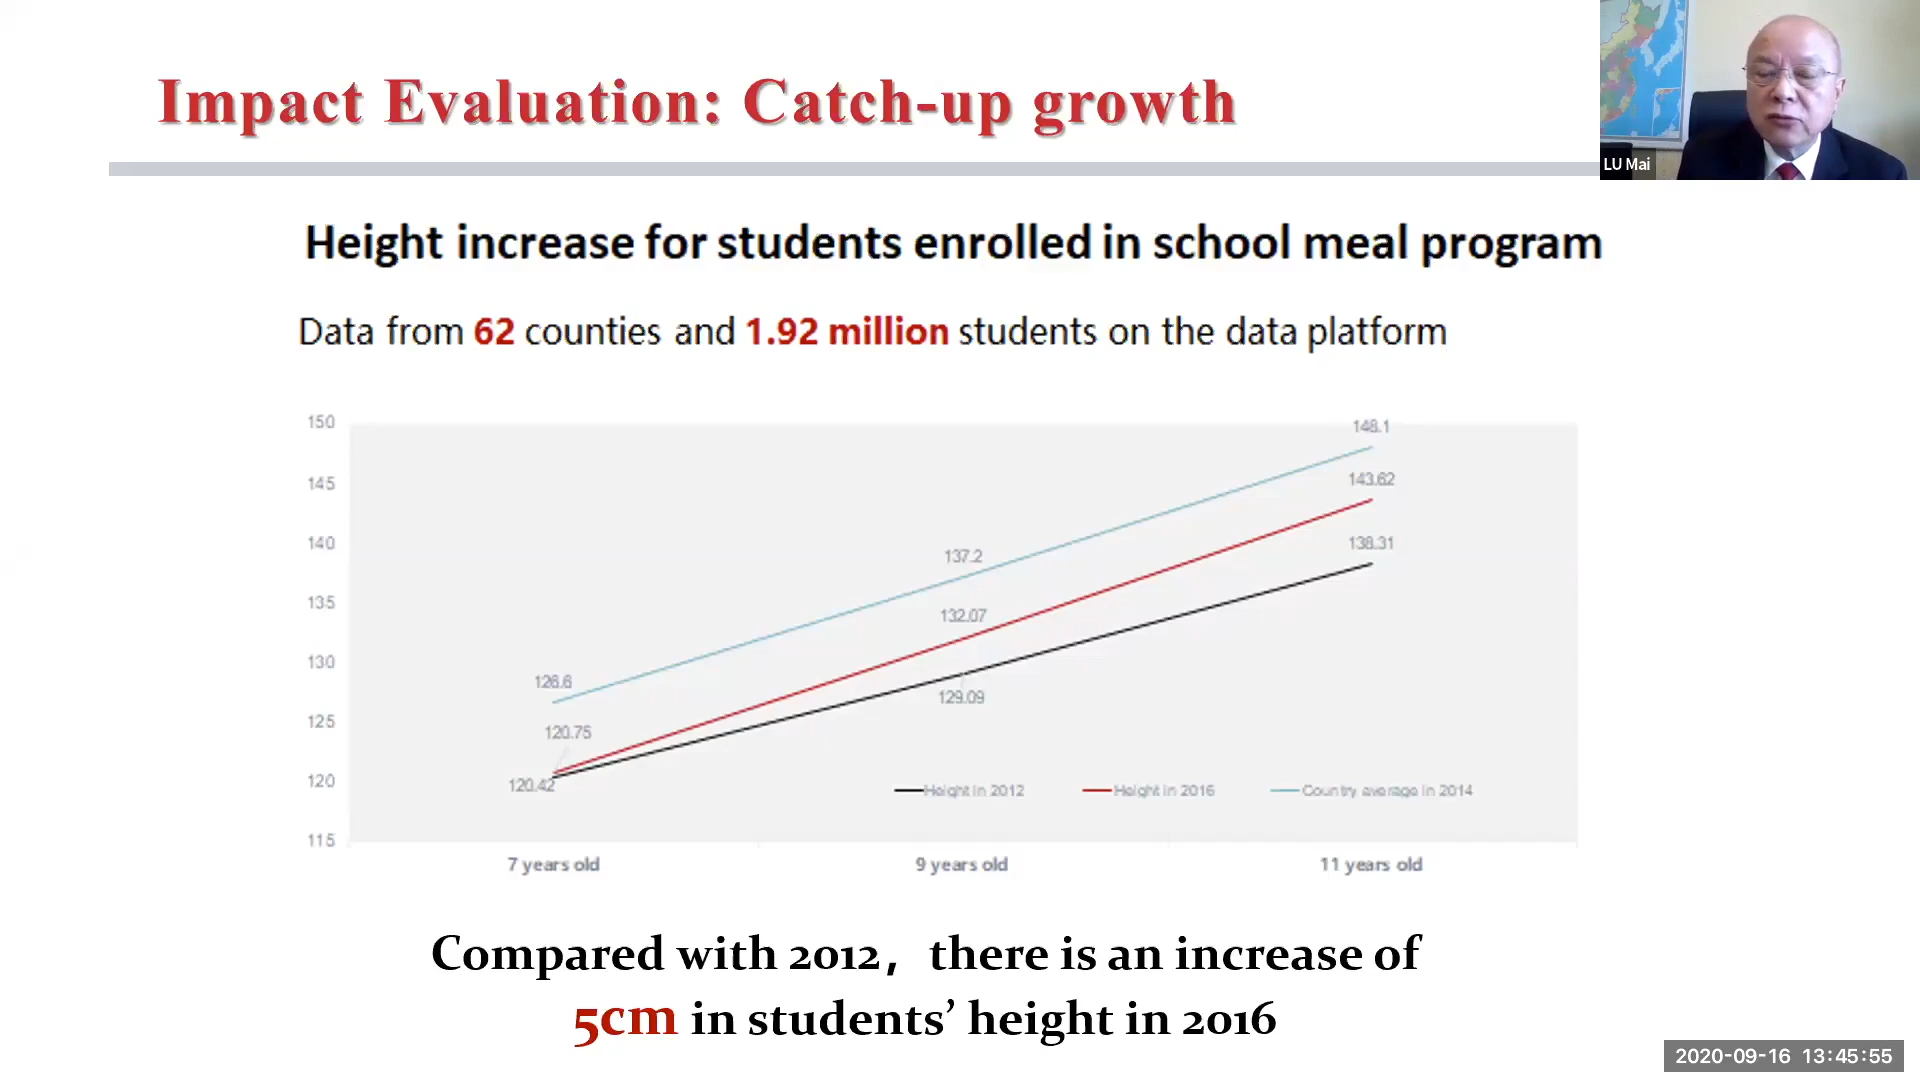 Impact Evaluation: Catch-up growth
LU Mai
Height increase for students enrolled in school meal program
Data from 62 counties and 1.92 million students on the data platform
150
145
140
135
130
125
120
115
148.1
143.62
138.31
137.2
132.07
129.09
126.6
120.75
120.42
Height in 2012
Height in 2016
Country average in 2014
7 years old
9 years old
11 years old
Compared with 2012, there is an increase of
5cm in students’ height in 2016
2020-09-16 13:45:55